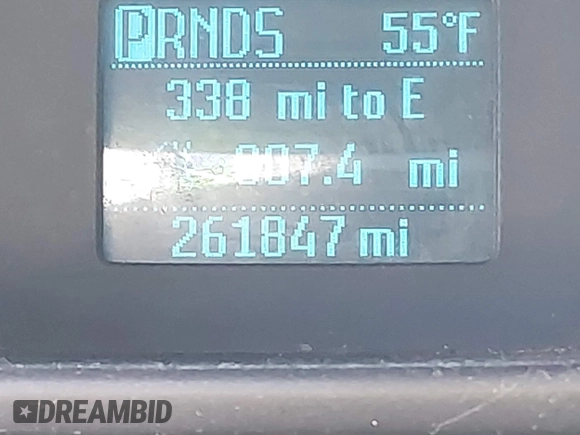 PRNDS 55°F
338 mi to E
mi
261847 mi
DREAMBID